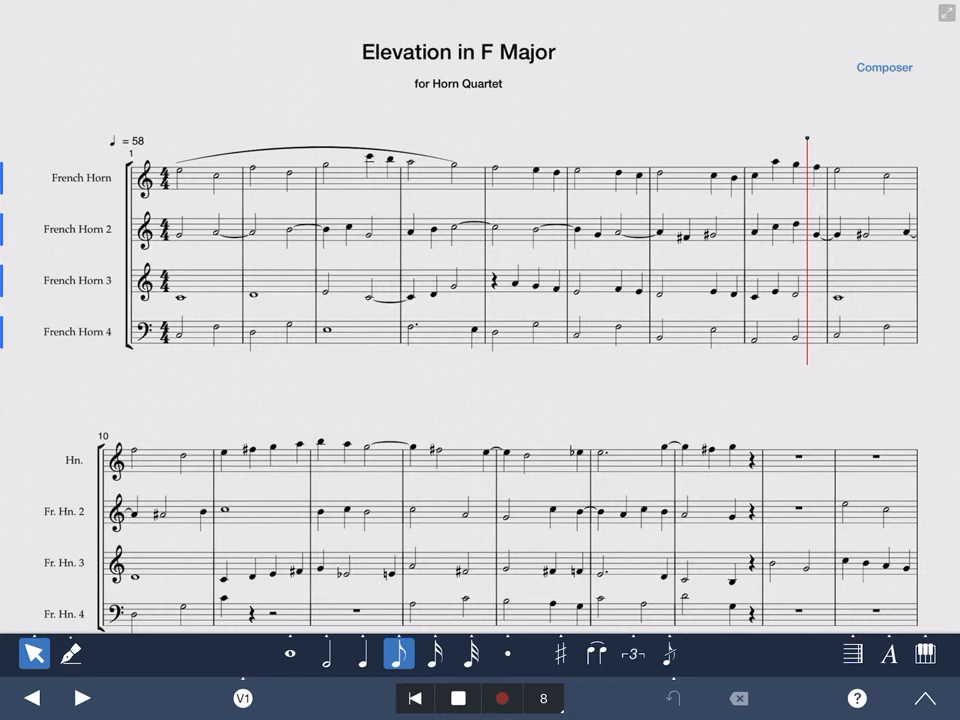 Elevation in F Major
Composer
for Horn Quartet
= 58
1
French Horn
French Horn 2
French Horn 3
French Horn 4
10
Hn.
Fr. Hn. 2
Fr. Hn. 3
Fr. Hn. 4
3
A
V1
8
?